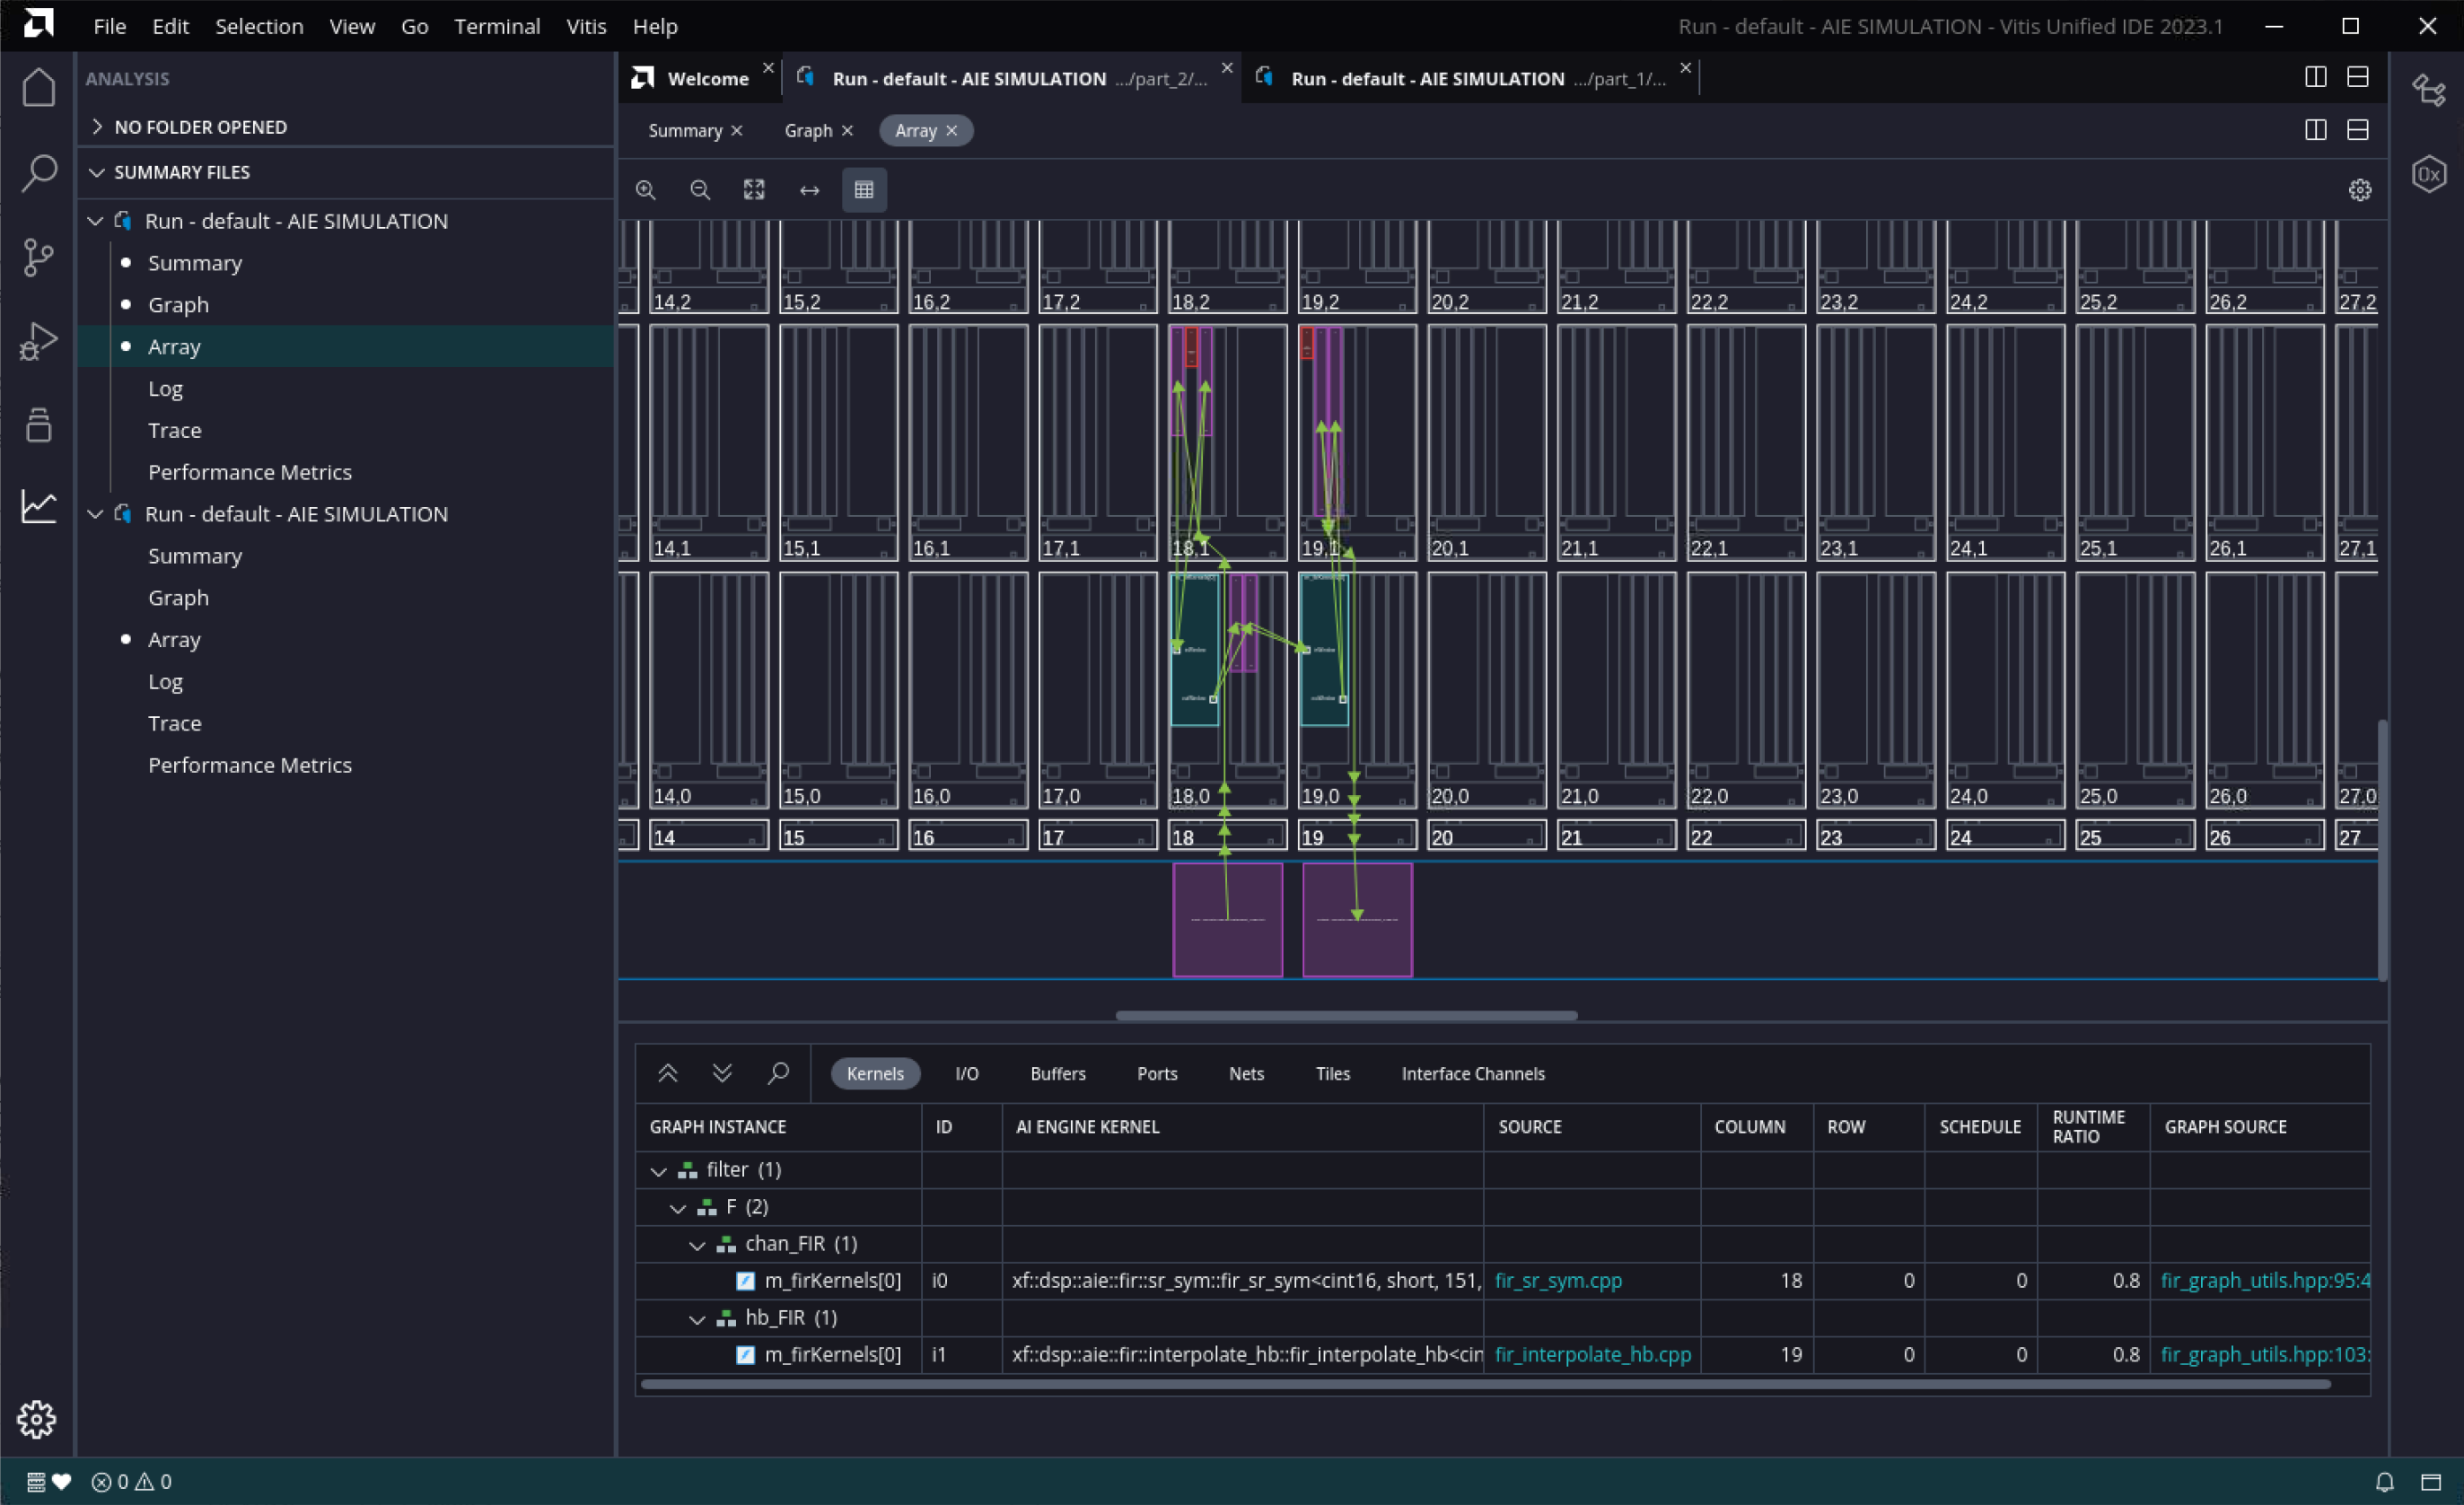 File Edit Selection View Go Terminal Vitis Help
Run - default - AIE SIMULATION - Vitis Unified IDE 2023.1
ANALYSIS
NO FOLDER OPENED
SUMMARY FILES
Run - default - AIE SIMULATION
Summary
Graph
Array
Log
Trace
Performance Metrics
Run - default - AIE SIMULATION
Summary
Graph
Array
Log
Trace
Performance Metrics
Welcome
Run - default - AIE SIMULATION .../part_2/...
Run - default - AIE SIMULATION .../part_1/...
Summary Graph Array
14,2 15,2 16,2 17,2 18,2 19,2 20,2 21,2 22,2 23,2 24,2 25,2 26,2 27,2
14,1 15,1 16,1 17,1 18,1 19,1 20,1 21,1 22,1 23,1 24,1 25,1 26,1 27,1
14,0 15,0 16,0 17,0 18,0 19,0 20,0 21,0 22,0 23,0 24,0 25,0 26,0 27,0
14 15 16 17 18 19 20 21 22 23 24 25 26 27
Kernels I/O Buffers Ports Nets Tiles Interface Channels
GRAPH INSTANCE ID AI ENGINE KERNEL SOURCE COLUMN ROW SCHEDULE RUNTIME RATIO GRAPH SOURCE
filter (1)
F (2)
chan_FIR (1)
m_firKernels[0] i0 xf::dsp::aie::fir::sr_sym::fir_sr_sym<cint16, short, 151, fir_sr_sym.cpp 18 0 0 0.8 fir_graph_utils.hpp:95:4
hb_FIR (1)
m_firKernels[0] i1 xf::dsp::aie::fir::interpolate_hb::fir_interpolate_hb<cin fir_interpolate_hb.cpp 19 0 0 0.8 fir_graph_utils.hpp:103:
0 0
0x